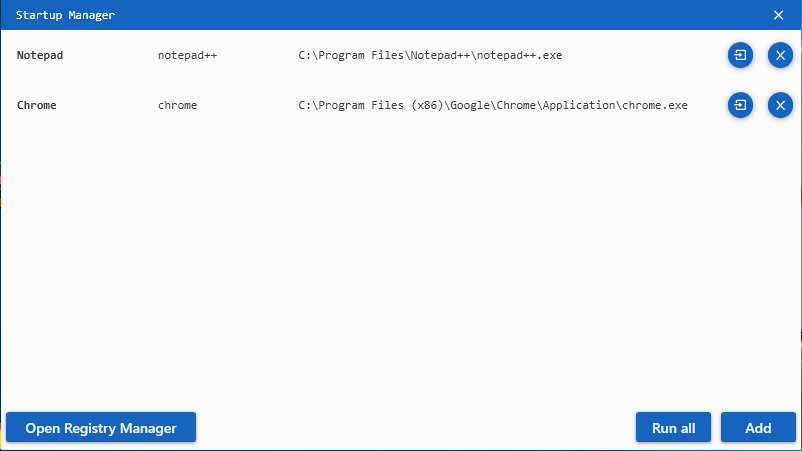 Startup Manager
Notepad notepad++ C:\Program Files\Notepad++\notepad++.exe
Chrome chrome C:\Program Files (x86)\Google\Chrome\Application\chrome.exe
Open Registry Manager Run all Add